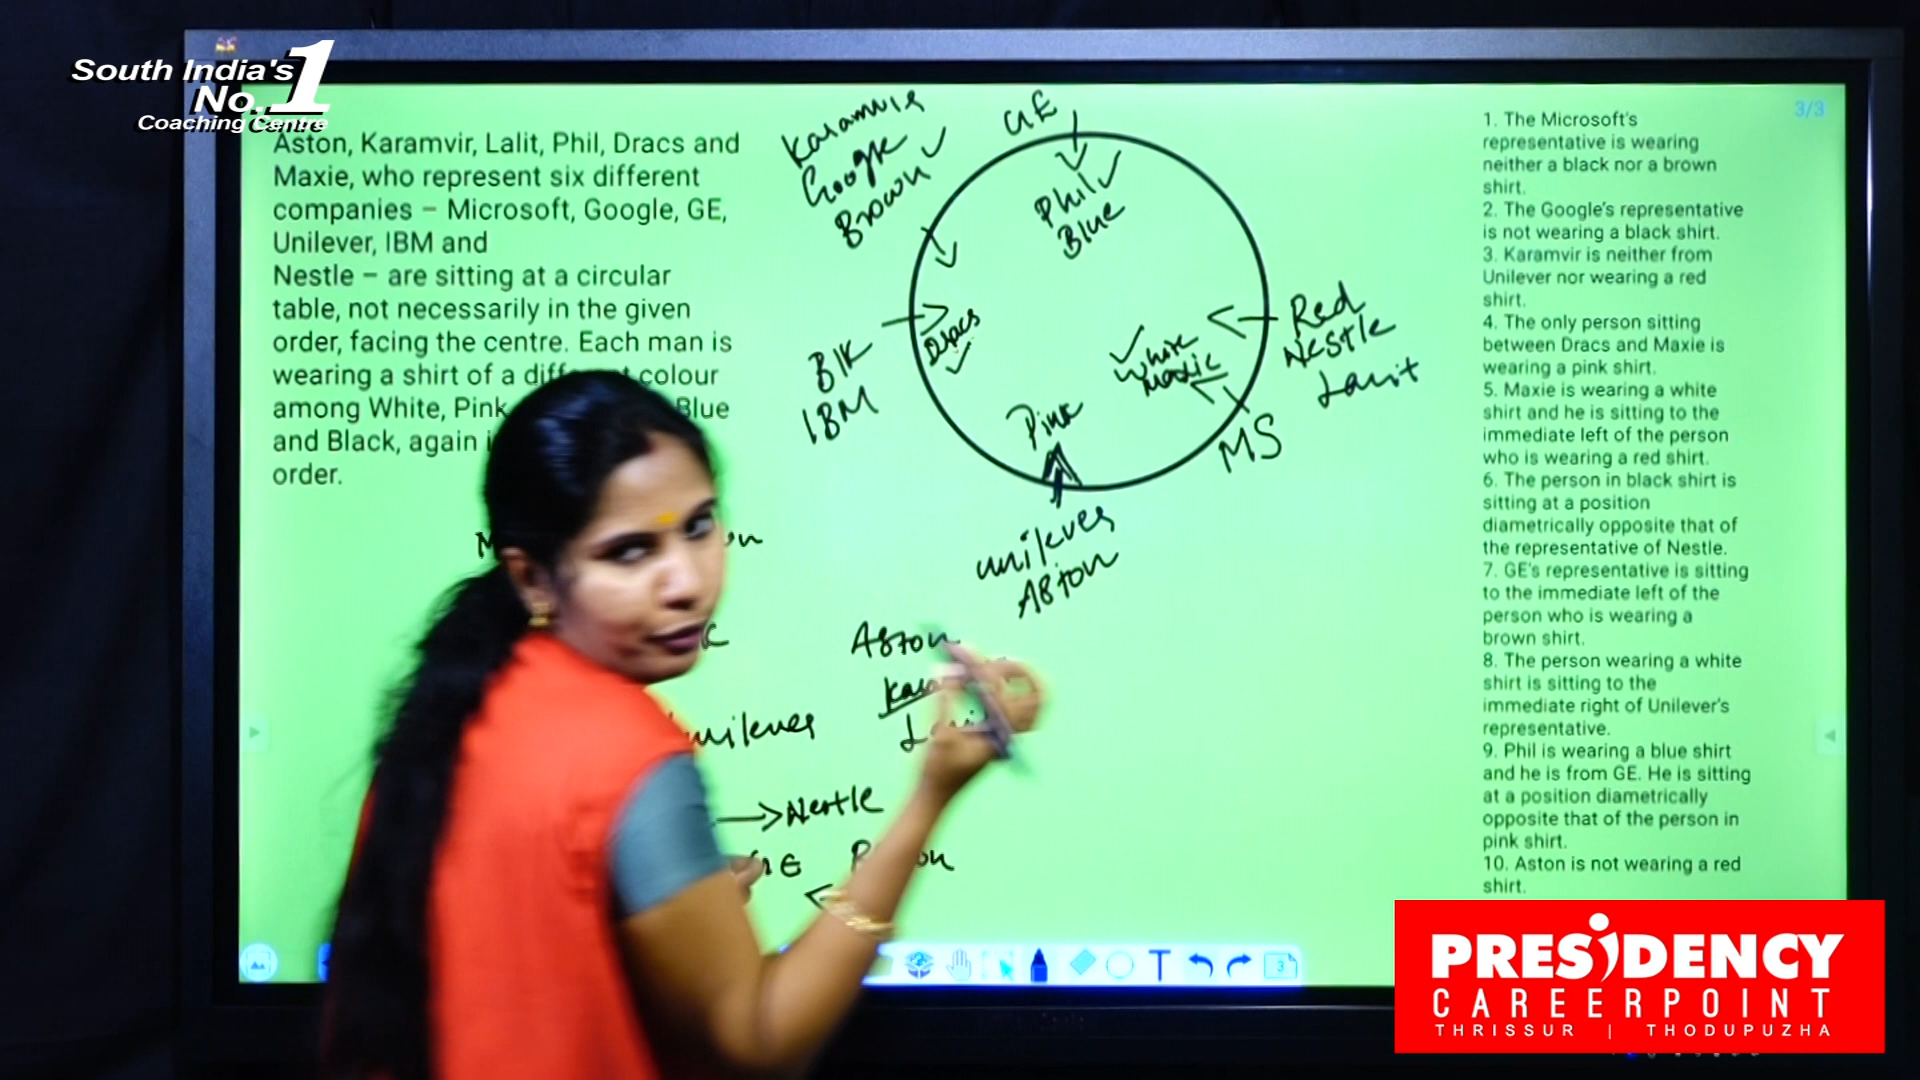 South India's
No. 1
Coaching Centre
Aston, Karamvir, Lalit, Phil, Dracs and
Maxie, who represent six different
companies – Microsoft, Google, GE,
Unilever, IBM and
Nestle – are sitting at a circular
table, not necessarily in the given
order, facing the centre. Each man is
wearing a shirt of a colour
among White, Pink Blue
and Black, again
order.
Karamvir
Google
Brown
GE
Phil
Blue
Dracs
Blk
IBM
Pink
White
Maxie
Red
Nestle
Lalit
MS
unilever
Aston
Aston
unilever
Nestle
3/3
1. The Microsoft's
representative is wearing
neither a black nor a brown
shirt.
2. The Google's representative
is not wearing a black shirt.
3. Karamvir is neither from
Unilever nor wearing a red
shirt.
4. The only person sitting
between Dracs and Maxie is
wearing a pink shirt.
5. Maxie is wearing a white
shirt and he is sitting to the
immediate left of the person
who is wearing a red shirt.
6. The person in black shirt is
sitting at a position
diametrically opposite that of
the representative of Nestle.
7. GE's representative is sitting
to the immediate left of the
person who is wearing a
brown shirt.
8. The person wearing a white
shirt is sitting to the
immediate right of Unilever's
representative.
9. Phil is wearing a blue shirt
and he is from GE. He is sitting
at a position diametrically
opposite that of the person in
pink shirt.
10. Aston is not wearing a red
shirt.
T
3
PRESIDENCY
CAREERPOINT
THRISSUR | THODUPUZHA